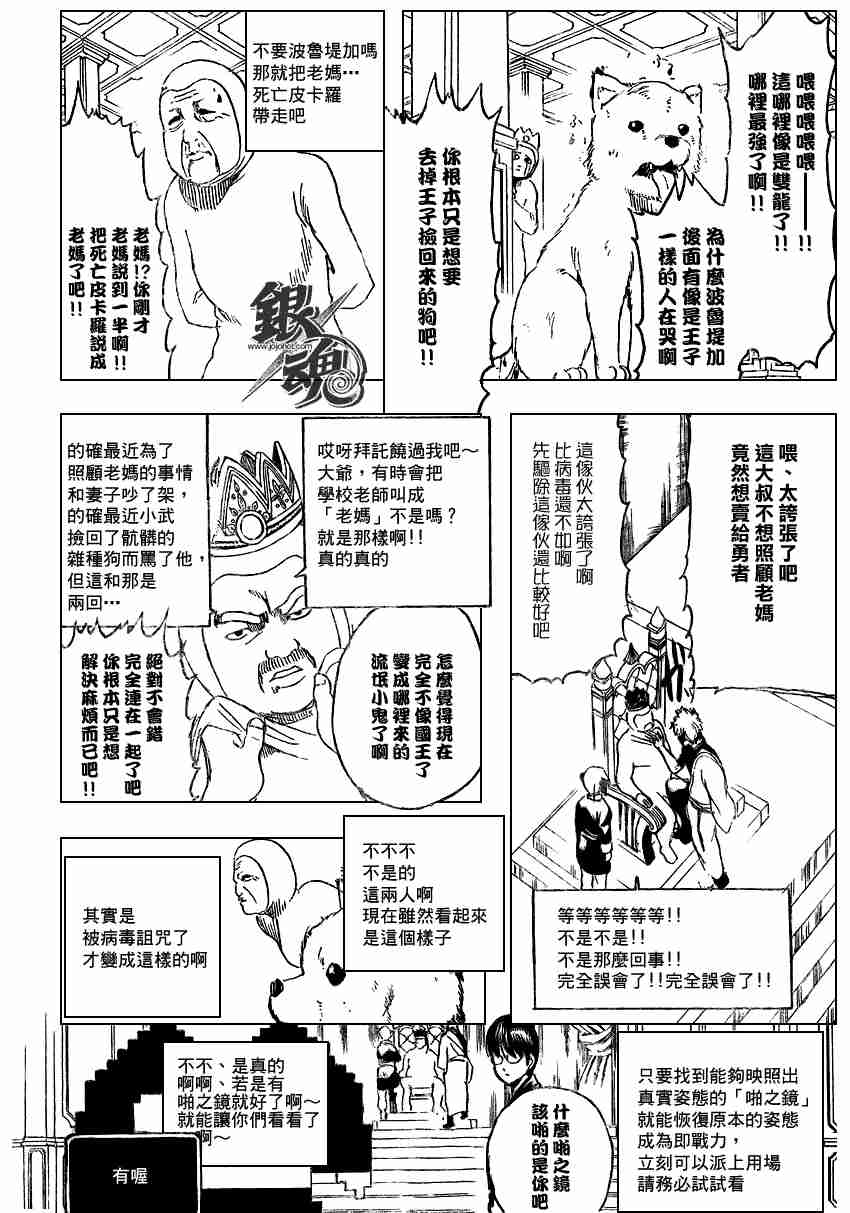 喂喂喂喂——!!
這哪裡像是雙龍了!!
哪裡最強了啊!!
為什麼波魯堤加
後面有像是王子
一樣的人在哭啊
你根本只是想要
去掉王子撿回來的狗吧!!
不要波魯堤加嗎
那就把老媽…
死亡皮卡羅
帶走吧
老媽!?你剛才
老媽說到一半啊!!
把死亡皮卡羅說成
老媽了吧!!
銀魂
www.jojohot.com
喂、太誇張了吧
這大叔不想照顧老媽
竟然想賣給勇者
這傢伙太誇張了啊
比病毒還不如啊
先驅除這傢伙還比較好吧
等等等等等等!!
不是不是!!
不是那麼回事!!
完全誤會了!!完全誤會了!!
哎呀拜託饒過我吧～
大爺，有時會把
學校老師叫成
「老媽」不是嗎？
就是那樣啊!!
真的真的
怎麼覺得現在
完全不像國王了
變成哪裡來的
流氓小鬼了啊
的確最近為了
照顧老媽的事情
和妻子吵了架，
的確最近小武
撿回了骯髒的
雜種狗而罵了他，
但這和那是
兩回…
絕對不會錯
完全連在一起了吧
你根本只是想
解決麻煩而已吧!!
不不不
不是的
這兩人啊
現在雖然看起來
是這個樣子
其實是
被病毒詛咒了
才變成這樣的啊
只要找到能夠映照出
真實姿態的「啪之鏡」
就能恢復原本的姿態
成為即戰力，
立刻可以派上用場
請務必試試看
什麼啪之鏡
該啪的是你吧
不不、是真的
啊啊、若是有
啪之鏡就好了啊～
就能讓你們看看了
啊～
有喔